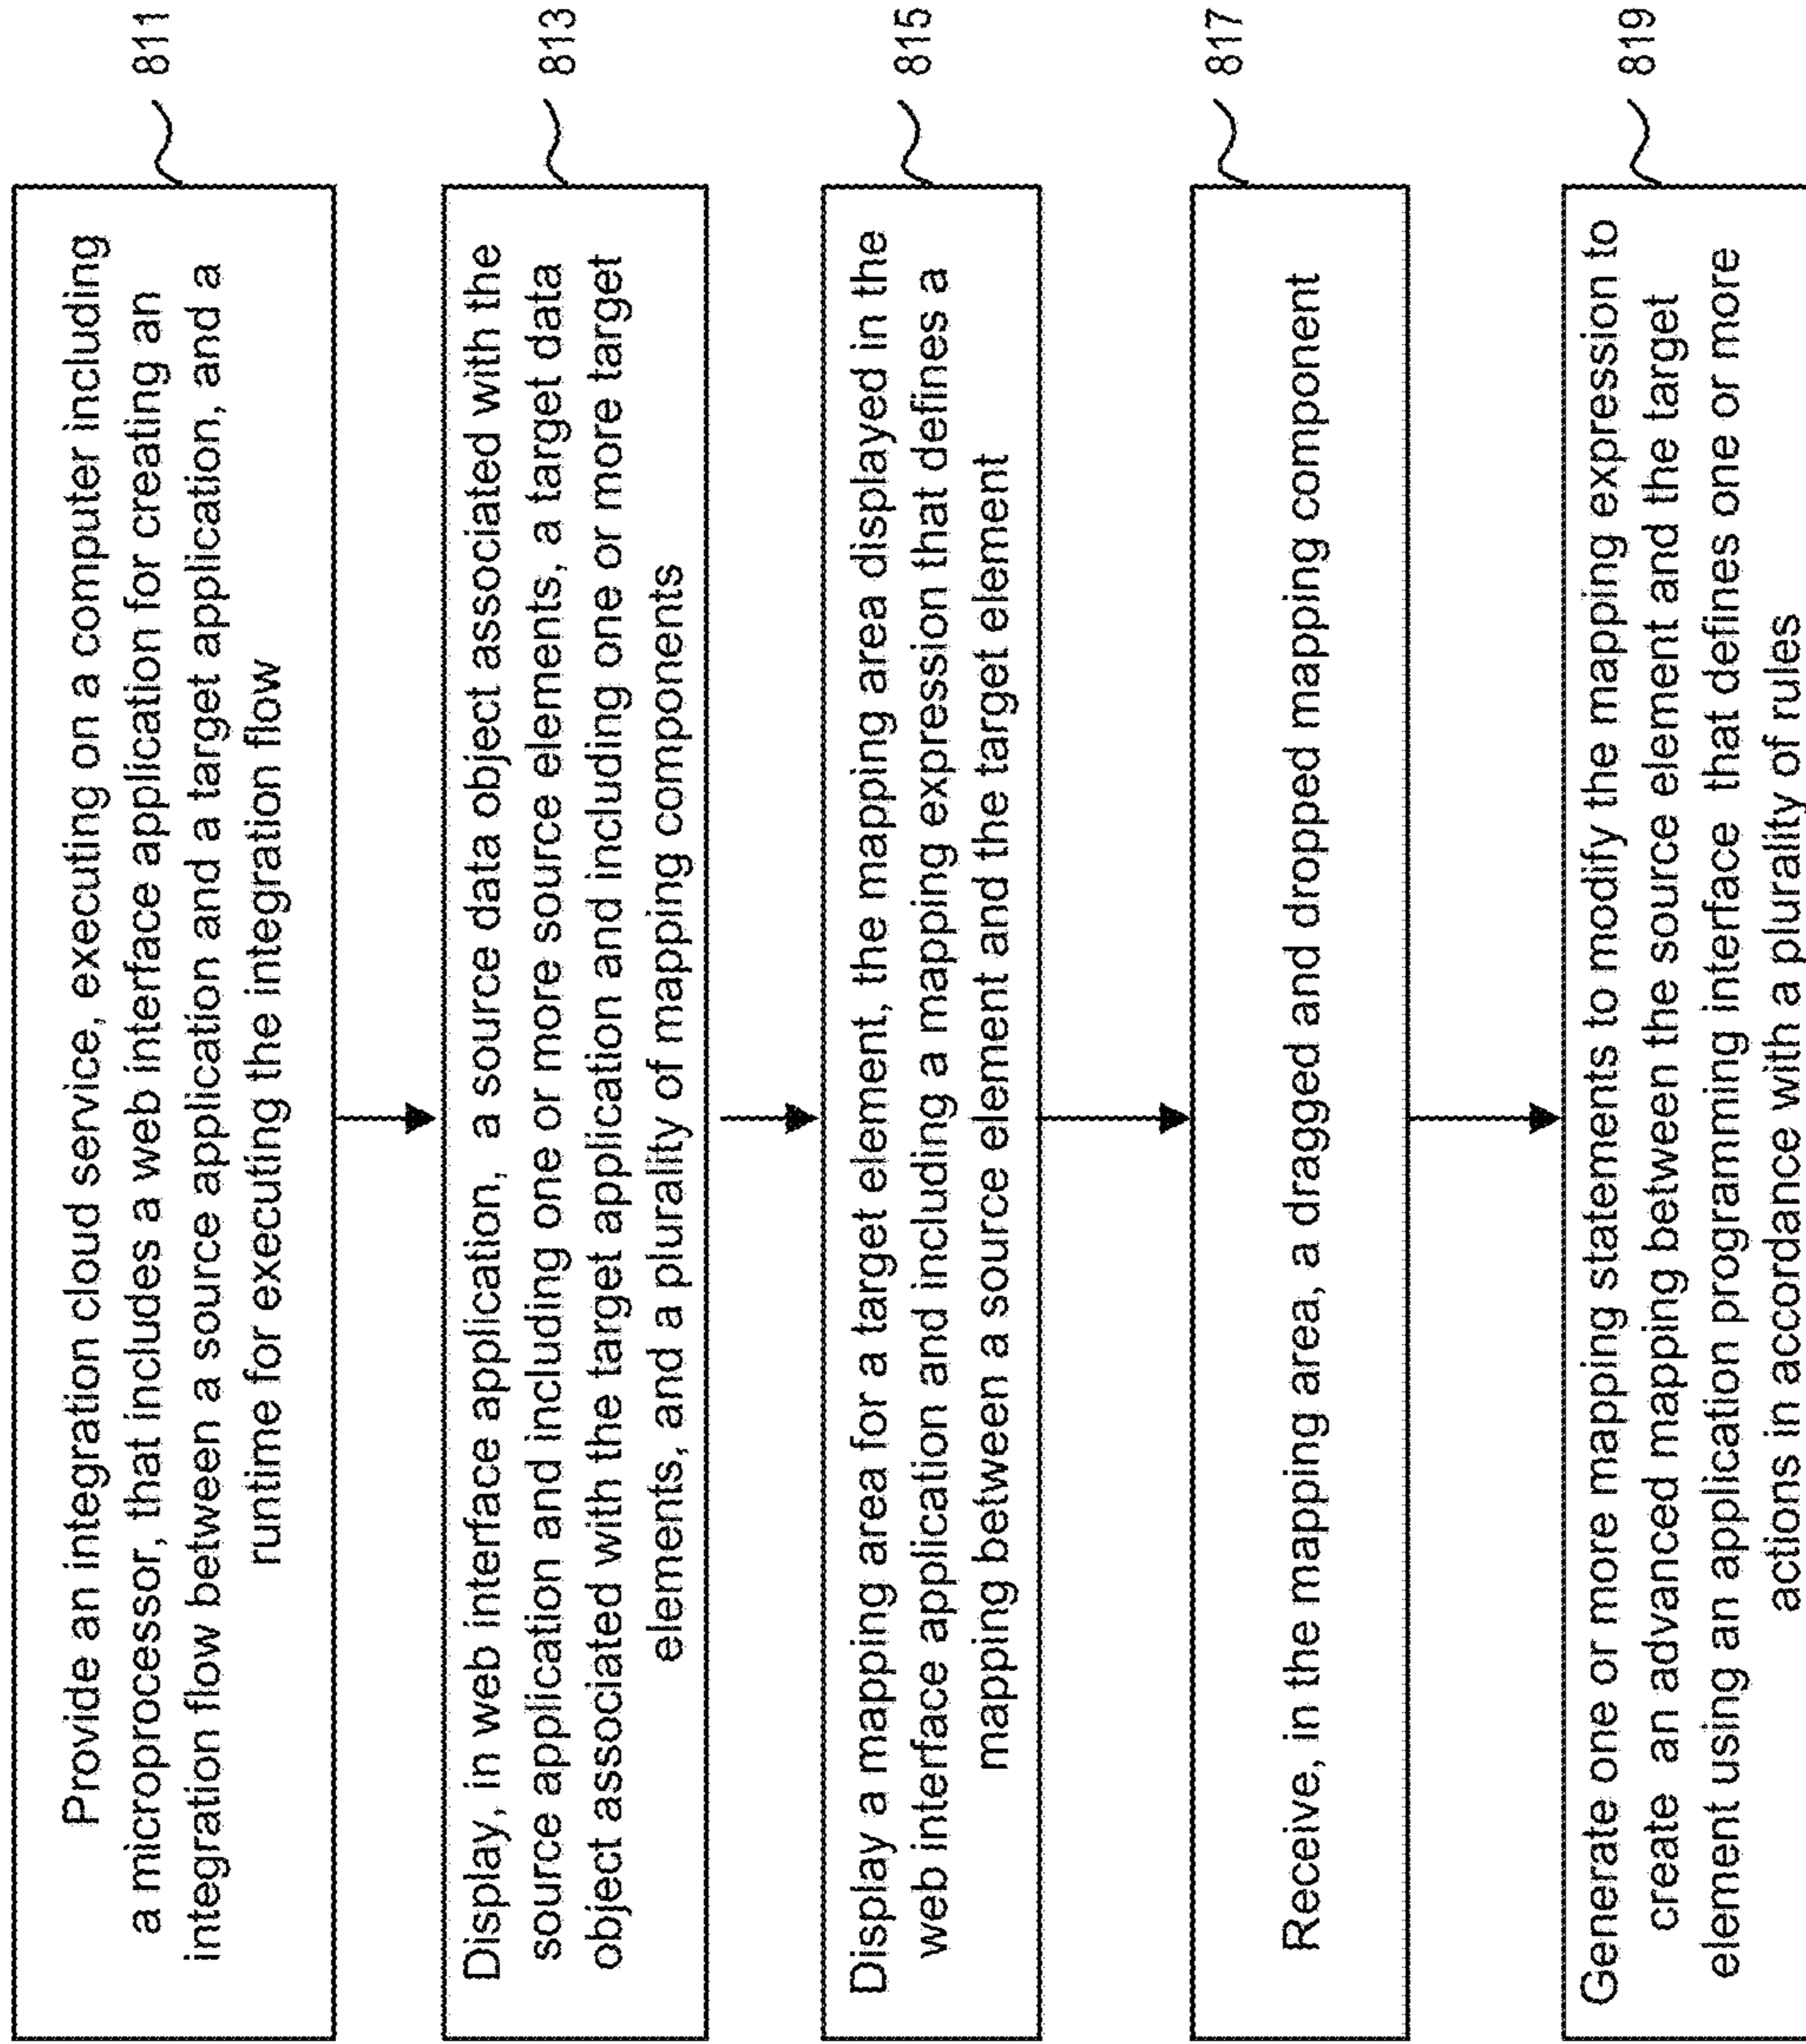 Provide an integration cloud service, executing on a computer including
a microprocessor, that includes a web interface application for creating an
integration flow between a source application and a target application, and a
runtime for executing the integration flow
811
Display, in web interface application, a source data object associated with the
source application and including one or more source elements, a target data
object associated with the target application and including one or more target
elements, and a plurality of mapping components
813
Display a mapping area for a target element, the mapping area displayed in the
web interface application and including a mapping expression that defines a
mapping between a source element and the target element
815
Receive, in the mapping area, a dragged and dropped mapping component
817
Generate one or more mapping statements to modify the mapping expression to
create an advanced mapping between the source element and the target
element using an application programming interface that defines one or more
actions in accordance with a plurality of rules
819